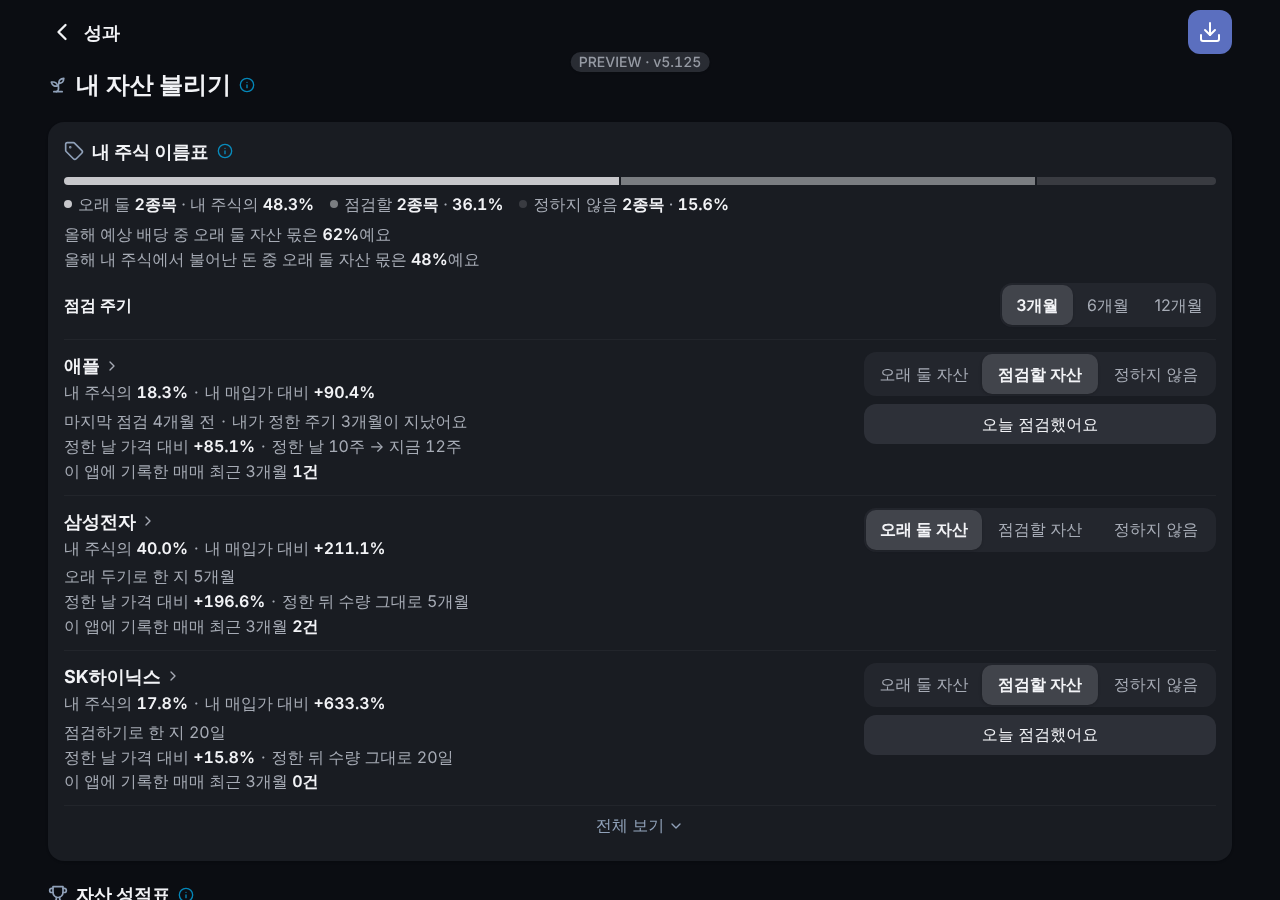 성과
PREVIEW · v5.125
내 자산 불리기
내 주식 이름표
오래 둘 2종목 · 내 주식의 48.3% 점검할 2종목 · 36.1% 정하지 않음 2종목 · 15.6%
올해 예상 배당 중 오래 둘 자산 몫은 62%예요
올해 내 주식에서 불어난 돈 중 오래 둘 자산 몫은 48%예요
점검 주기 3개월 6개월 12개월
애플
오래 둘 자산 점검할 자산 정하지 않음
내 주식의 18.3% · 내 매입가 대비 +90.4%
마지막 점검 4개월 전 · 내가 정한 주기 3개월이 지났어요
오늘 점검했어요
정한 날 가격 대비 +85.1% · 정한 날 10주 → 지금 12주
이 앱에 기록한 매매 최근 3개월 1건
삼성전자
오래 둘 자산 점검할 자산 정하지 않음
내 주식의 40.0% · 내 매입가 대비 +211.1%
오래 두기로 한 지 5개월
정한 날 가격 대비 +196.6% · 정한 뒤 수량 그대로 5개월
이 앱에 기록한 매매 최근 3개월 2건
SK하이닉스
오래 둘 자산 점검할 자산 정하지 않음
내 주식의 17.8% · 내 매입가 대비 +633.3%
점검하기로 한 지 20일
오늘 점검했어요
정한 날 가격 대비 +15.8% · 정한 뒤 수량 그대로 20일
이 앱에 기록한 매매 최근 3개월 0건
전체 보기
자산 성적표